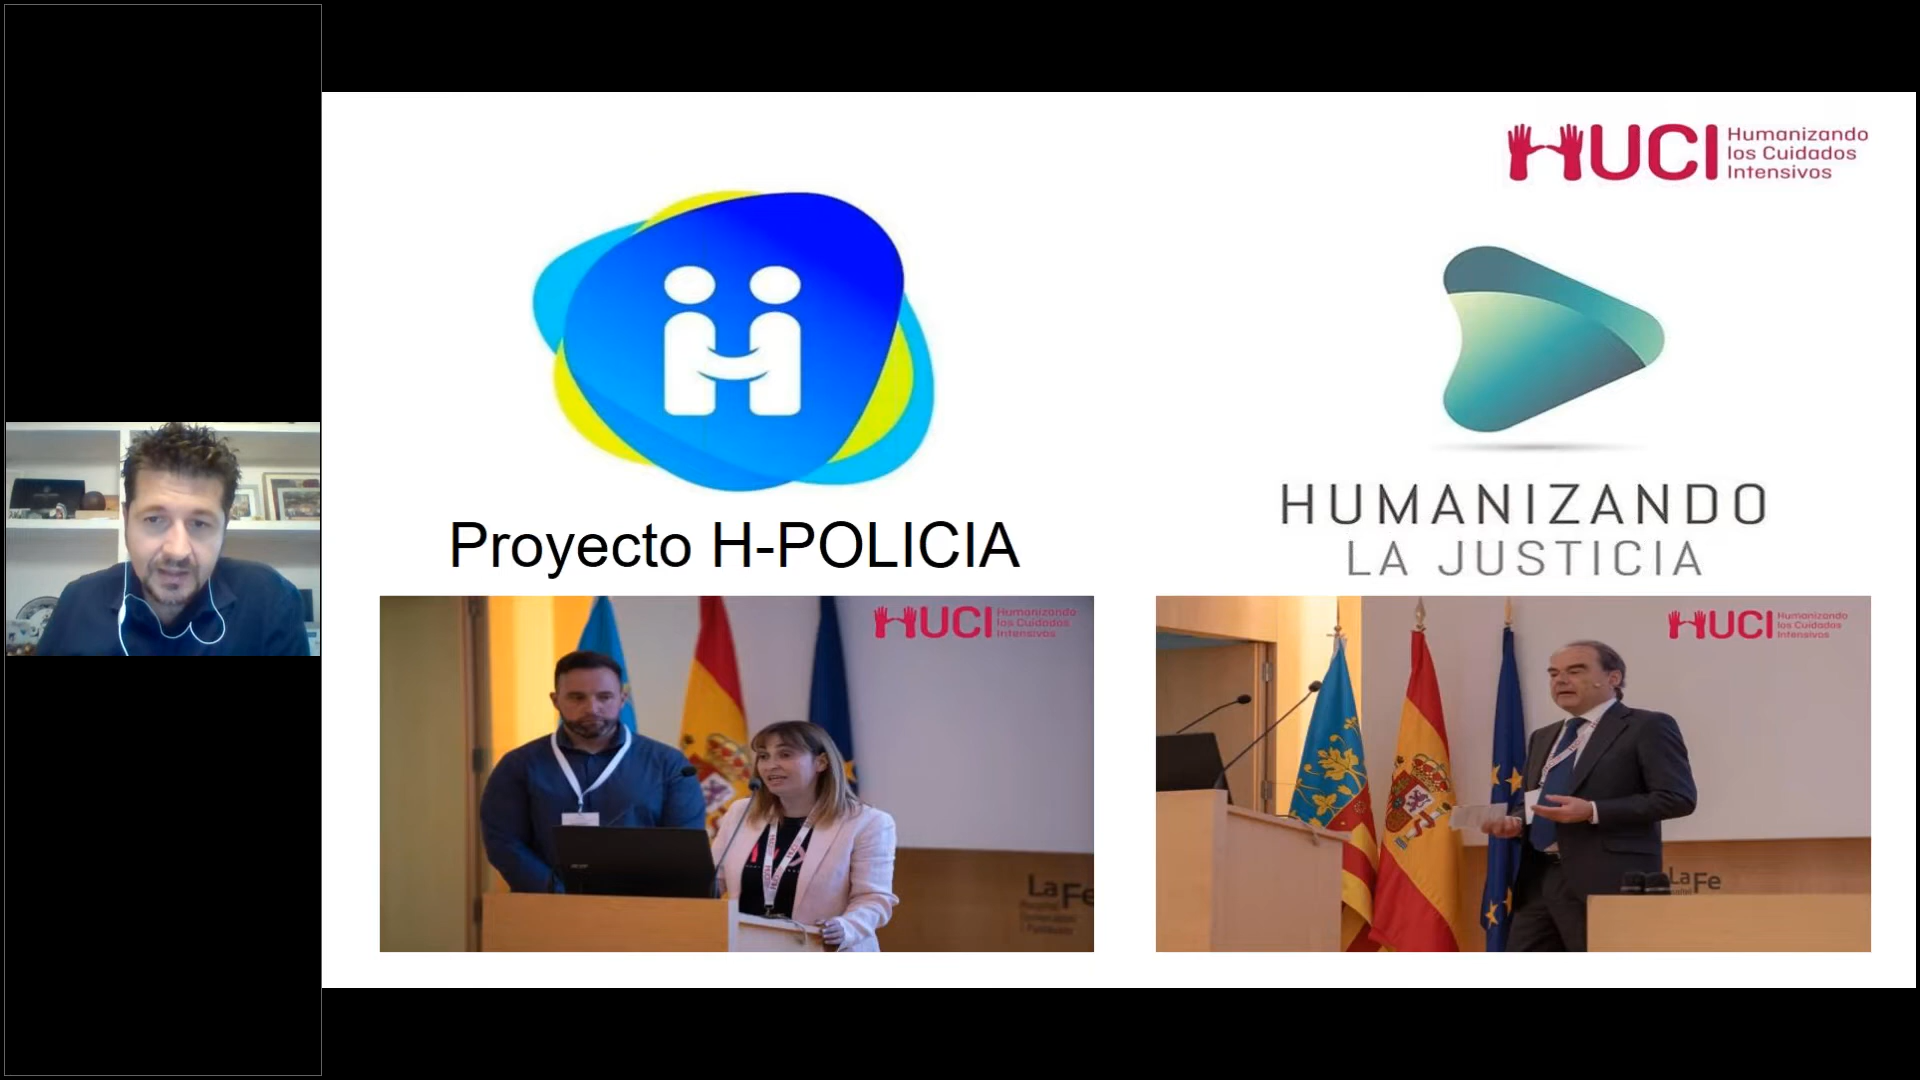 HUCI
Humanizando
los Cuidados
Intensivos
Proyecto H-POLICIA
HUMANIZANDO
LA JUSTICIA
HUCI
Humanizando
los Cuidados
Intensivos
La Fe
HUCI
Humanizando
los Cuidados
Intensivos
La Fe